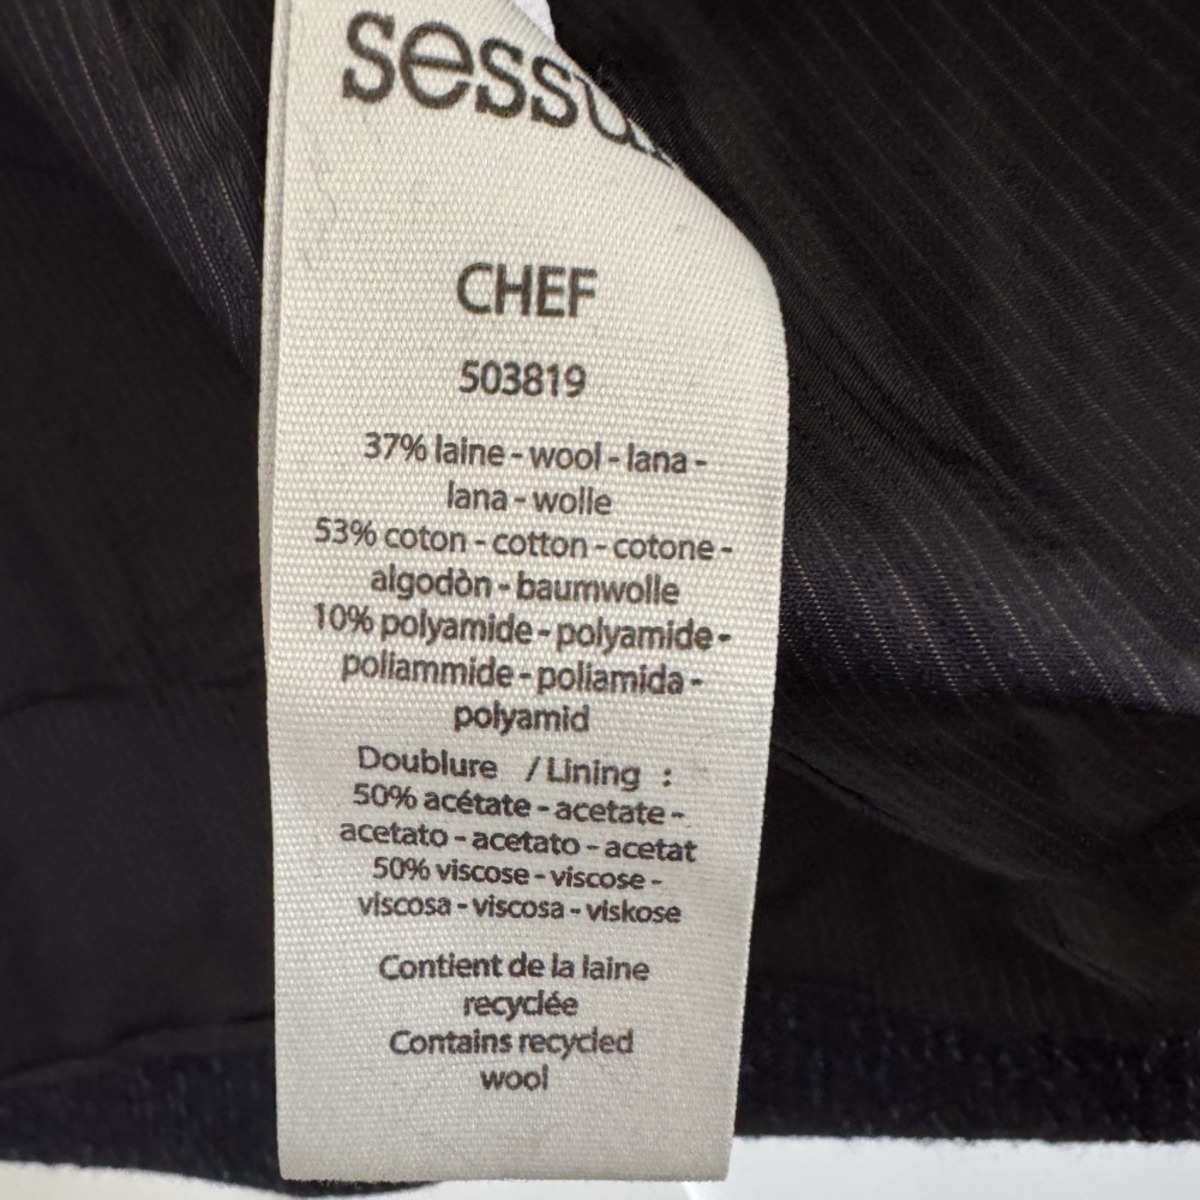 sessu
CHEF
503819
37% laine - wool - lana -
lana - wolle
53% coton - cotton - cotone -
algodòn - baumwolle
10% polyamide - polyamide -
poliammide - poliamida -
polyamid
Doublure / Lining :
50% acétate - acetate -
acetato - acetato - acetat
50% viscose - viscose -
viscosa - viscosa - viskose
Contient de la laine
recyclée
Contains recycled
wool